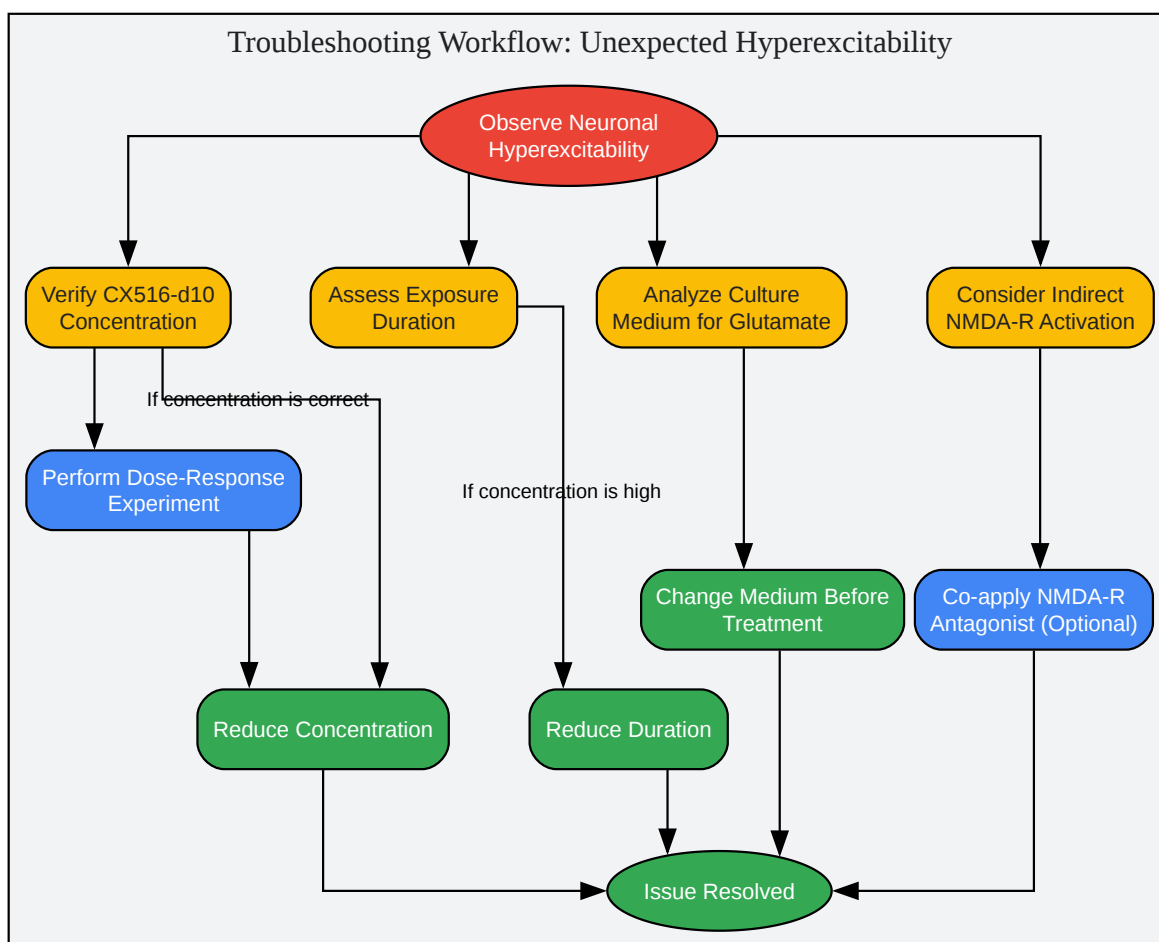 Troubleshooting Workflow: Unexpected Hyperexcitability
Observe Neuronal
Hyperexcitability
Verify CX516-d10
Concentration
Assess Exposure
Duration
Analyze Culture
Medium for Glutamate
Consider Indirect
NMDA-R Activation
If concentration is correct
Perform Dose-Response
Experiment
If concentration is high
Change Medium Before
Treatment
Co-apply NMDA-R
Antagonist (Optional)
Reduce Concentration
Reduce Duration
Issue Resolved